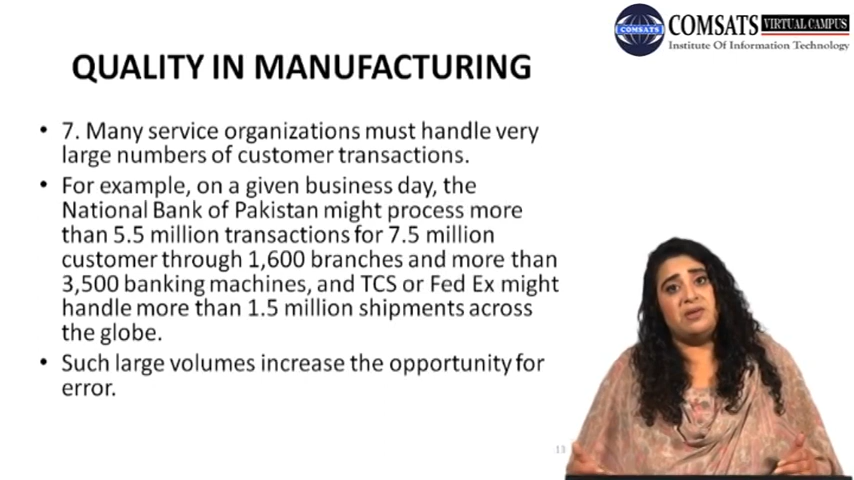 COMSATS
COMSATS VIRTUAL CAMPUS
Institute Of Information Technology
QUALITY IN MANUFACTURING
• 7. Many service organizations must handle very
large numbers of customer transactions.
• For example, on a given business day, the
National Bank of Pakistan might process more
than 5.5 million transactions for 7.5 million
customer through 1,600 branches and more than
3,500 banking machines, and TCS or Fed Ex might
handle more than 1.5 million shipments across
the globe.
• Such large volumes increase the opportunity for
error.
13